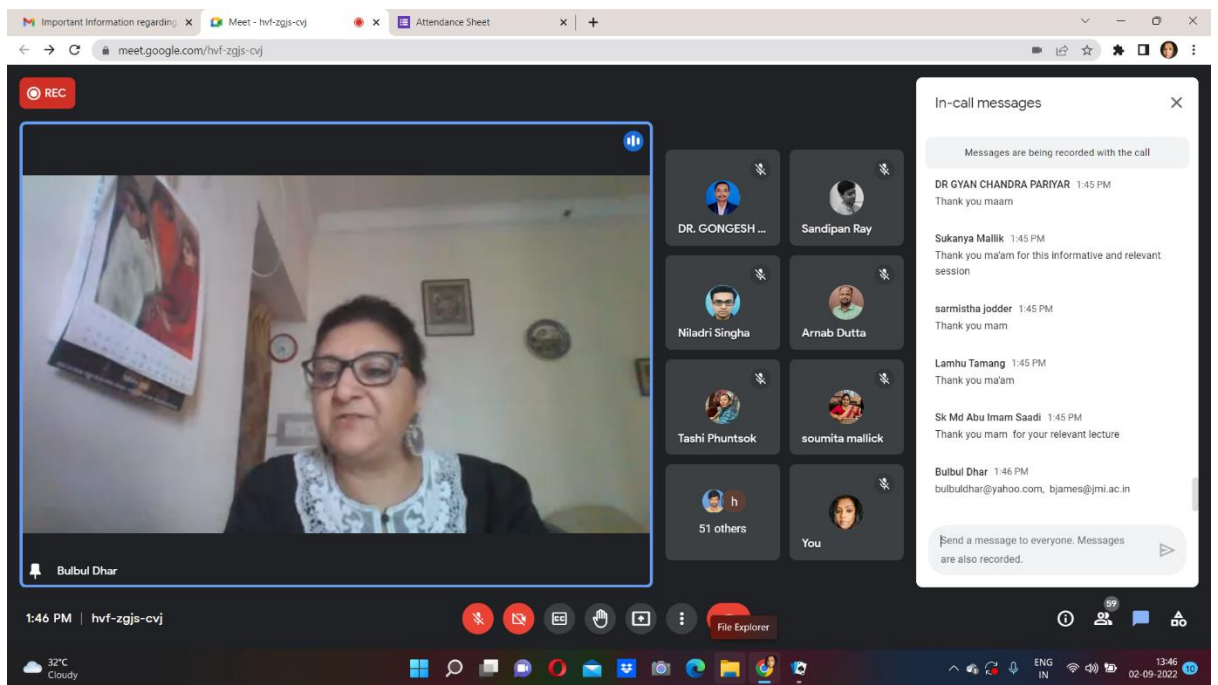 Important Information regarding
Meet - hvf-zgjs-cvj
Attendance Sheet
meet.google.com/hvf-zgjs-cvj
REC
Bulbul Dhar
DR. GONGESH ...
Sandipan Ray
Niladri Singha
Arnab Dutta
Tashi Phuntsok
soumita mallick
h
51 others
You
In-call messages
Messages are being recorded with the call
DR GYAN CHANDRA PARIYAR 1:45 PM
Thank you maam
Sukanya Mallik 1:45 PM
Thank you ma'am for this informative and relevant
session
sarmistha jodder 1:45 PM
Thank you mam
Lamhu Tamang 1:45 PM
Thank you ma'am
Sk Md Abu Imam Saadi 1:45 PM
Thank you mam for your relevant lecture
Bulbul Dhar 1:46 PM
bulbuldhar@yahoo.com, bjames@jmi.ac.in
Send a message to everyone. Messages
are also recorded.
1:46 PM | hvf-zgjs-cvj
CC
File Explorer
59
32°C
Cloudy
ENG
IN
13:46
02-09-2022
10